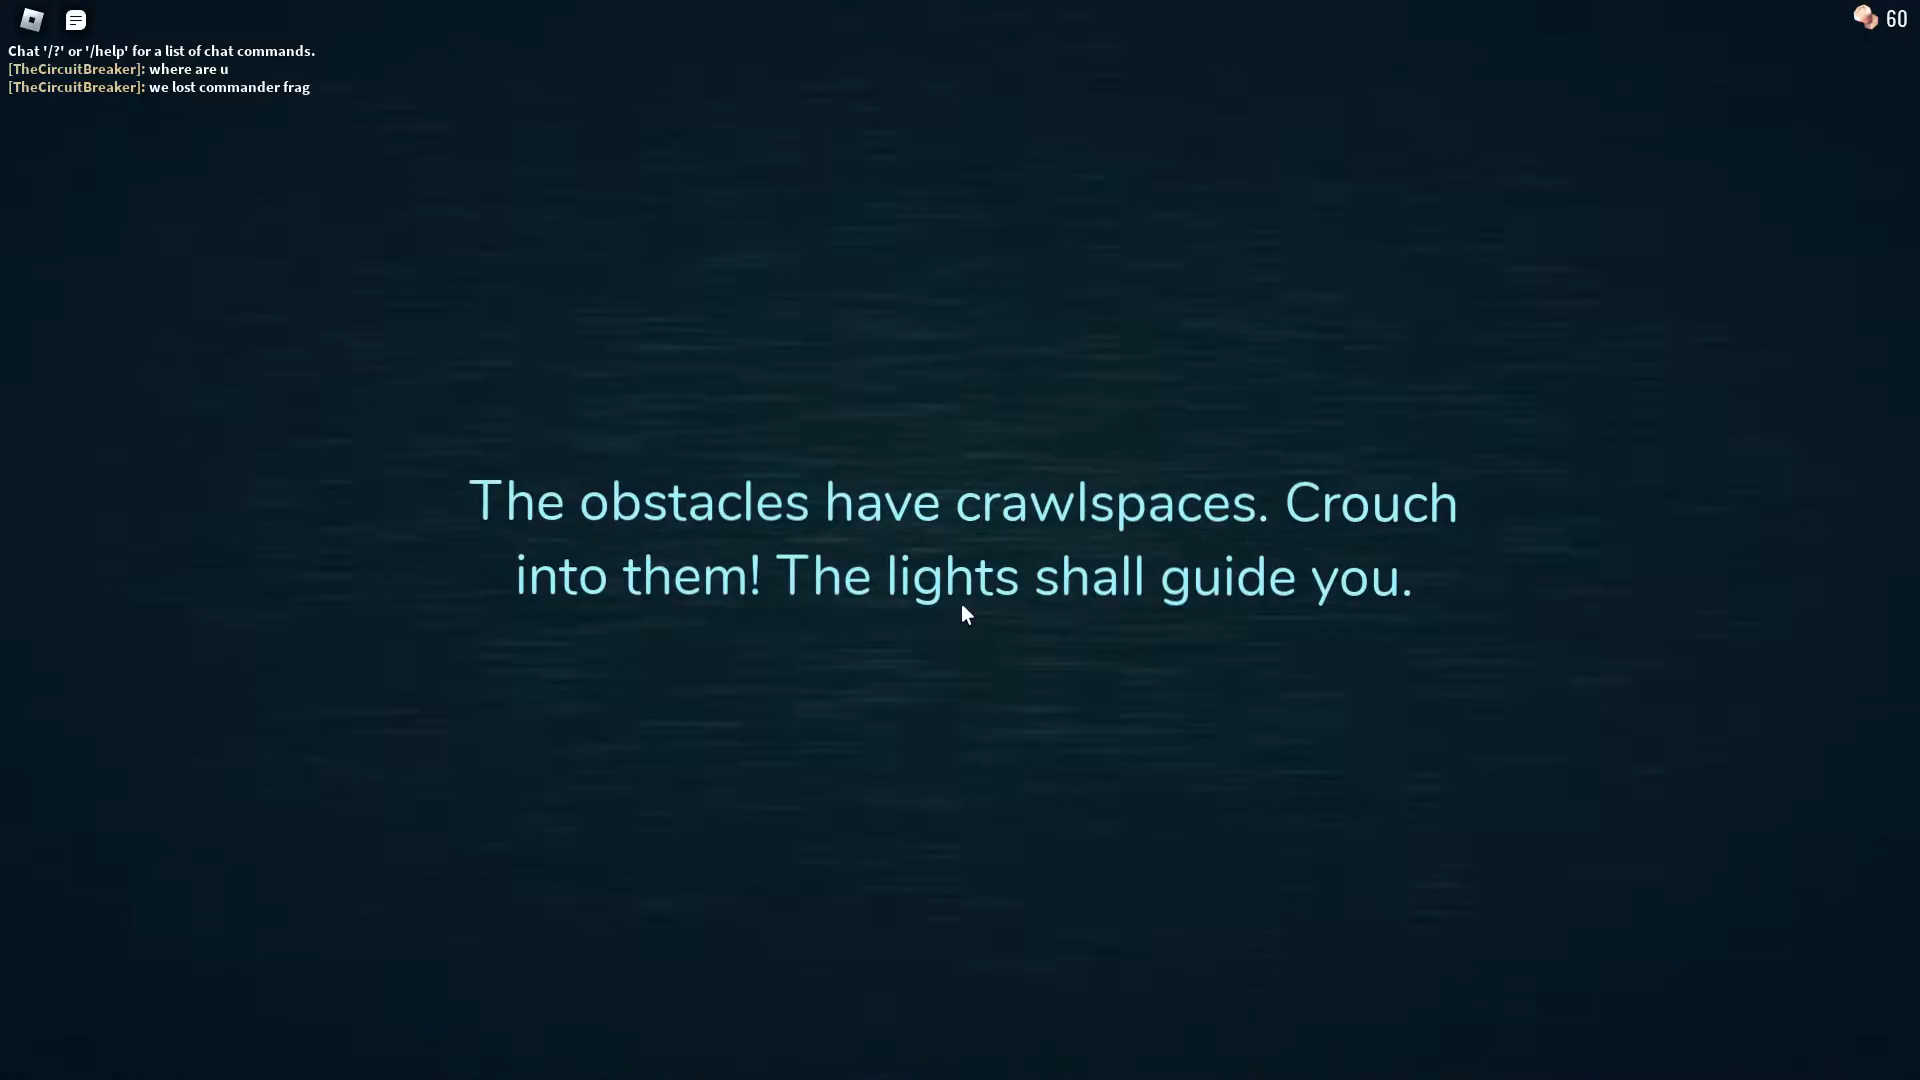 60
Chat '/?' or '/help' for a list of chat commands.
[TheCircuitBreaker]: where are u
[TheCircuitBreaker]: we lost commander frag
The obstacles have crawlspaces. Crouch
into them! The lights shall guide you.